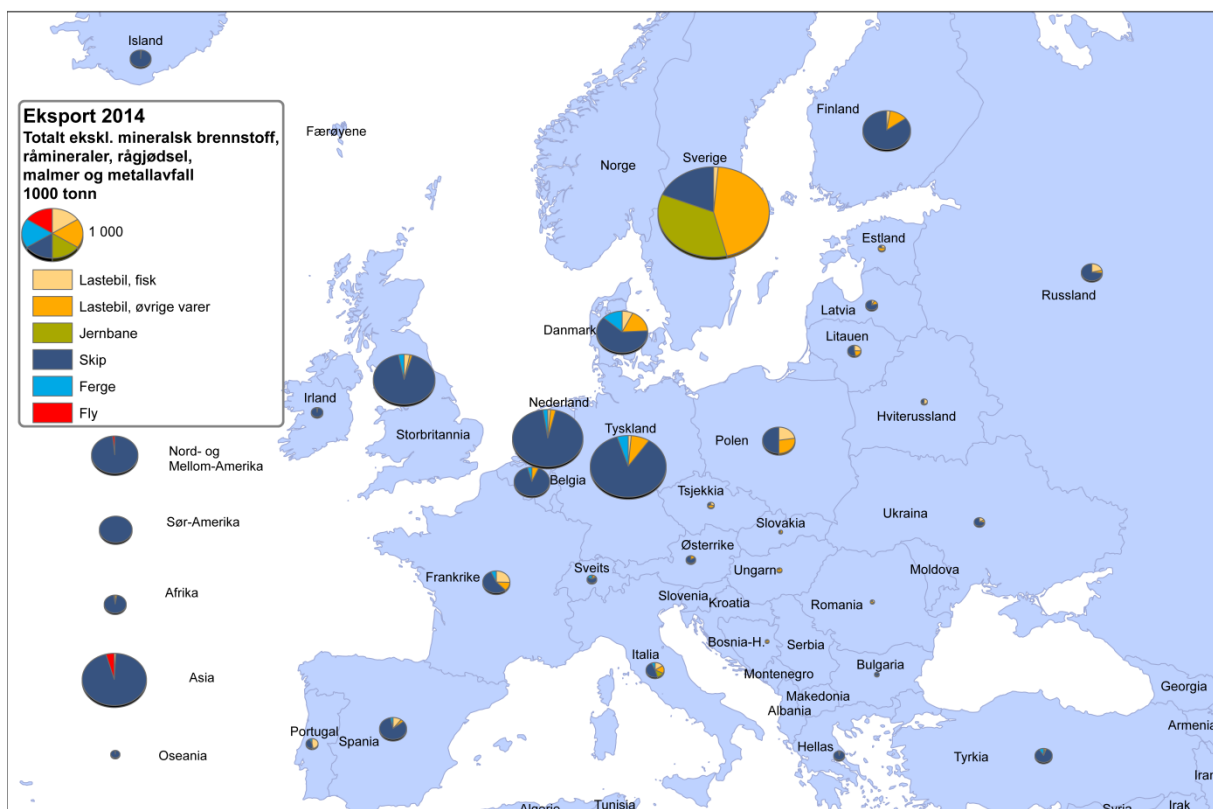 Island
Eksport 2014
Totalt ekskl. mineralsk brennstoff,
råmineraler, rågjødsel,
malmer og metallavfall
1000 tonn
1 000
Lastebil, fisk
Lastebil, øvrige varer
Jernbane
Skip
Ferge
Fly
Færøyene
Norge
Sverige
Finland
Estland
Russland
Latvia
Litauen
Danmark
Hviterussland
Irland
Storbritannia
Nederland
Tyskland
Polen
Belgia
Nord- og
Mellom-Amerika
Tsjekkia
Sør-Amerika
Slovakia
Ukraina
Østerrike
Frankrike
Sveits
Ungarn
Moldova
Afrika
Slovenia
Kroatia
Romania
Bosnia-H.
Serbia
Italia
Bulgaria
Asia
Montenegro
Georgia
Makedonia
Albania
Armenia
Portugal
Spania
Hellas
Tyrkia
Oseania
Iran
Algerie
Tunisia
Syria
Irak